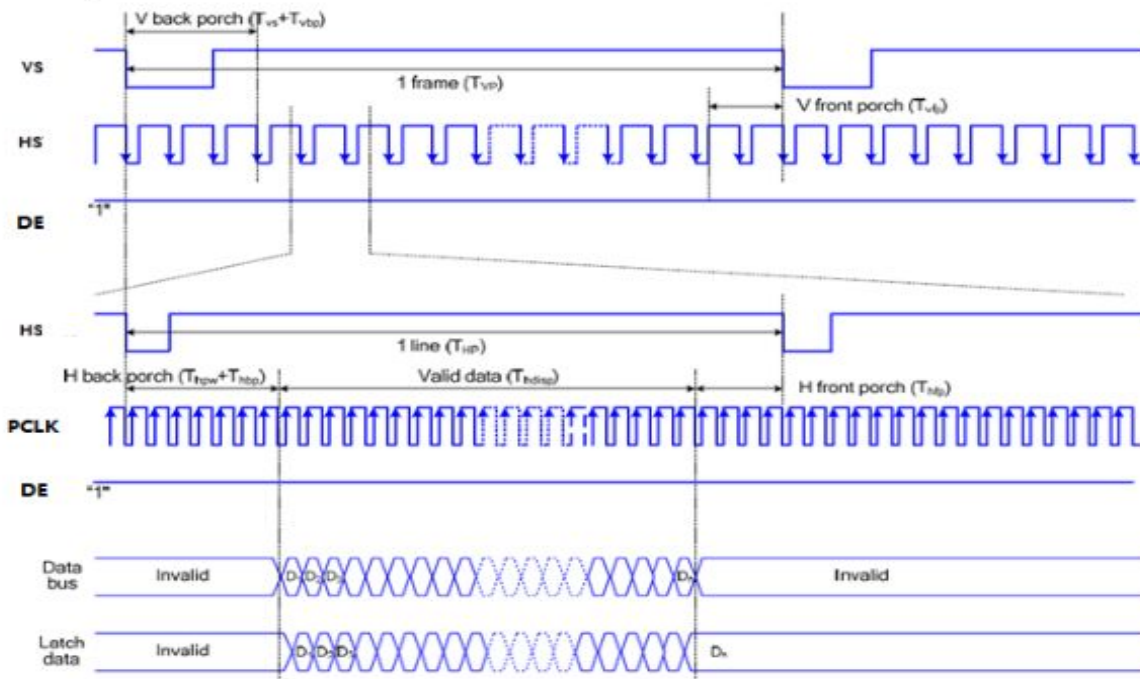 V back porch (Tvs+Tvbp)
VS
1 frame (TVP)
V front porch (Tvfp)
HS
"1"
DE
HS
1 line (THP)
H back porch (Thpw+Thbp)
Valid data (Thdisp)
H front porch (Thfp)
PCLK
DE
"1"
Data
bus
Invalid
D1 D2 D3
Dn
Invalid
Latch
data
Invalid
D1 D2 D3
Dn